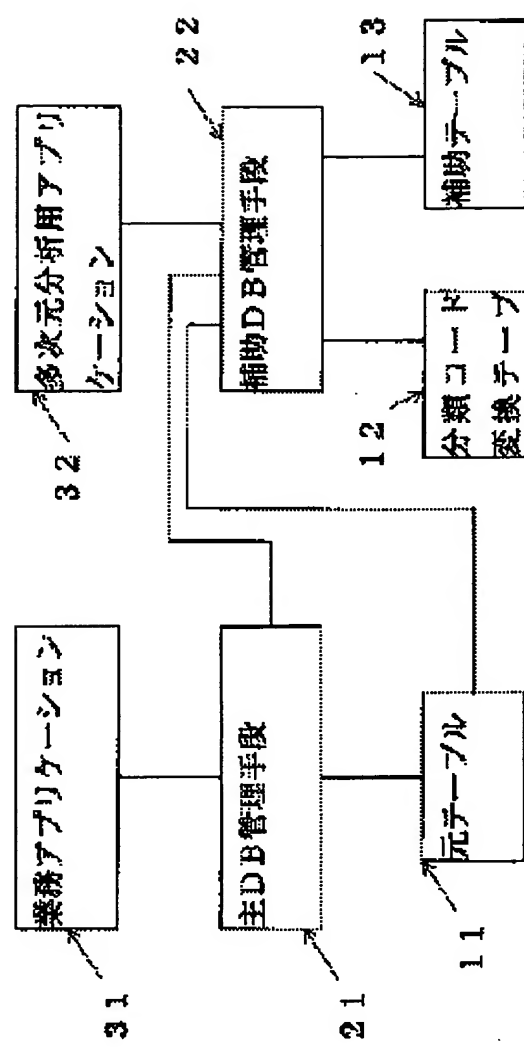 業務アプリケーション
多次元分析用アプリ
ケーション
31
32
22
主DB管理手段
補助DB管理手段
21
12
13
元テーブル
分類コード
変換テーブ
補助テーブル
11